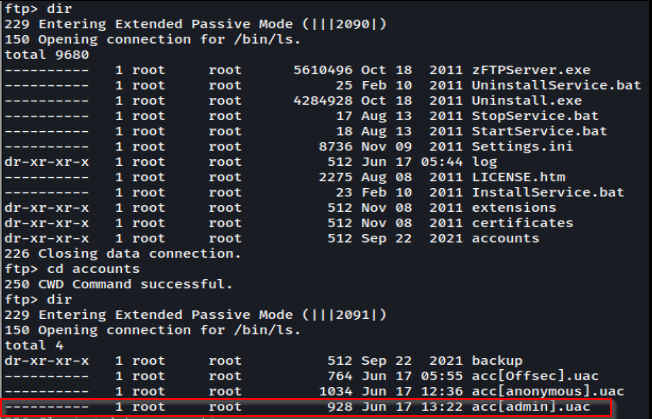 ftp> dir
229 Entering Extended Passive Mode (|||2090|)
150 Opening connection for /bin/ls.
total 9680
---------- 1 root root 5610496 Oct 18 2011 zFTPServer.exe
---------- 1 root root 25 Feb 10 2011 UninstallService.bat
---------- 1 root root 4284928 Oct 18 2011 Uninstall.exe
---------- 1 root root 17 Aug 13 2011 StopService.bat
---------- 1 root root 18 Aug 13 2011 StartService.bat
---------- 1 root root 8736 Nov 09 2011 Settings.ini
dr-xr-xr-x 1 root root 512 Jun 17 05:44 log
---------- 1 root root 2275 Aug 08 2011 LICENSE.htm
---------- 1 root root 23 Feb 10 2011 InstallService.bat
dr-xr-xr-x 1 root root 512 Nov 08 2011 extensions
dr-xr-xr-x 1 root root 512 Nov 08 2011 certificates
dr-xr-xr-x 1 root root 512 Sep 22 2021 accounts
226 Closing data connection.
ftp> cd accounts
250 CWD Command successful.
ftp> dir
229 Entering Extended Passive Mode (|||2091|)
150 Opening connection for /bin/ls.
total 4
dr-xr-xr-x 1 root root 512 Sep 22 2021 backup
---------- 1 root root 764 Jun 17 05:55 acc[Offsec].uac
---------- 1 root root 1034 Jun 17 12:36 acc[anonymous].uac
---------- 1 root root 928 Jun 17 13:22 acc[admin].uac